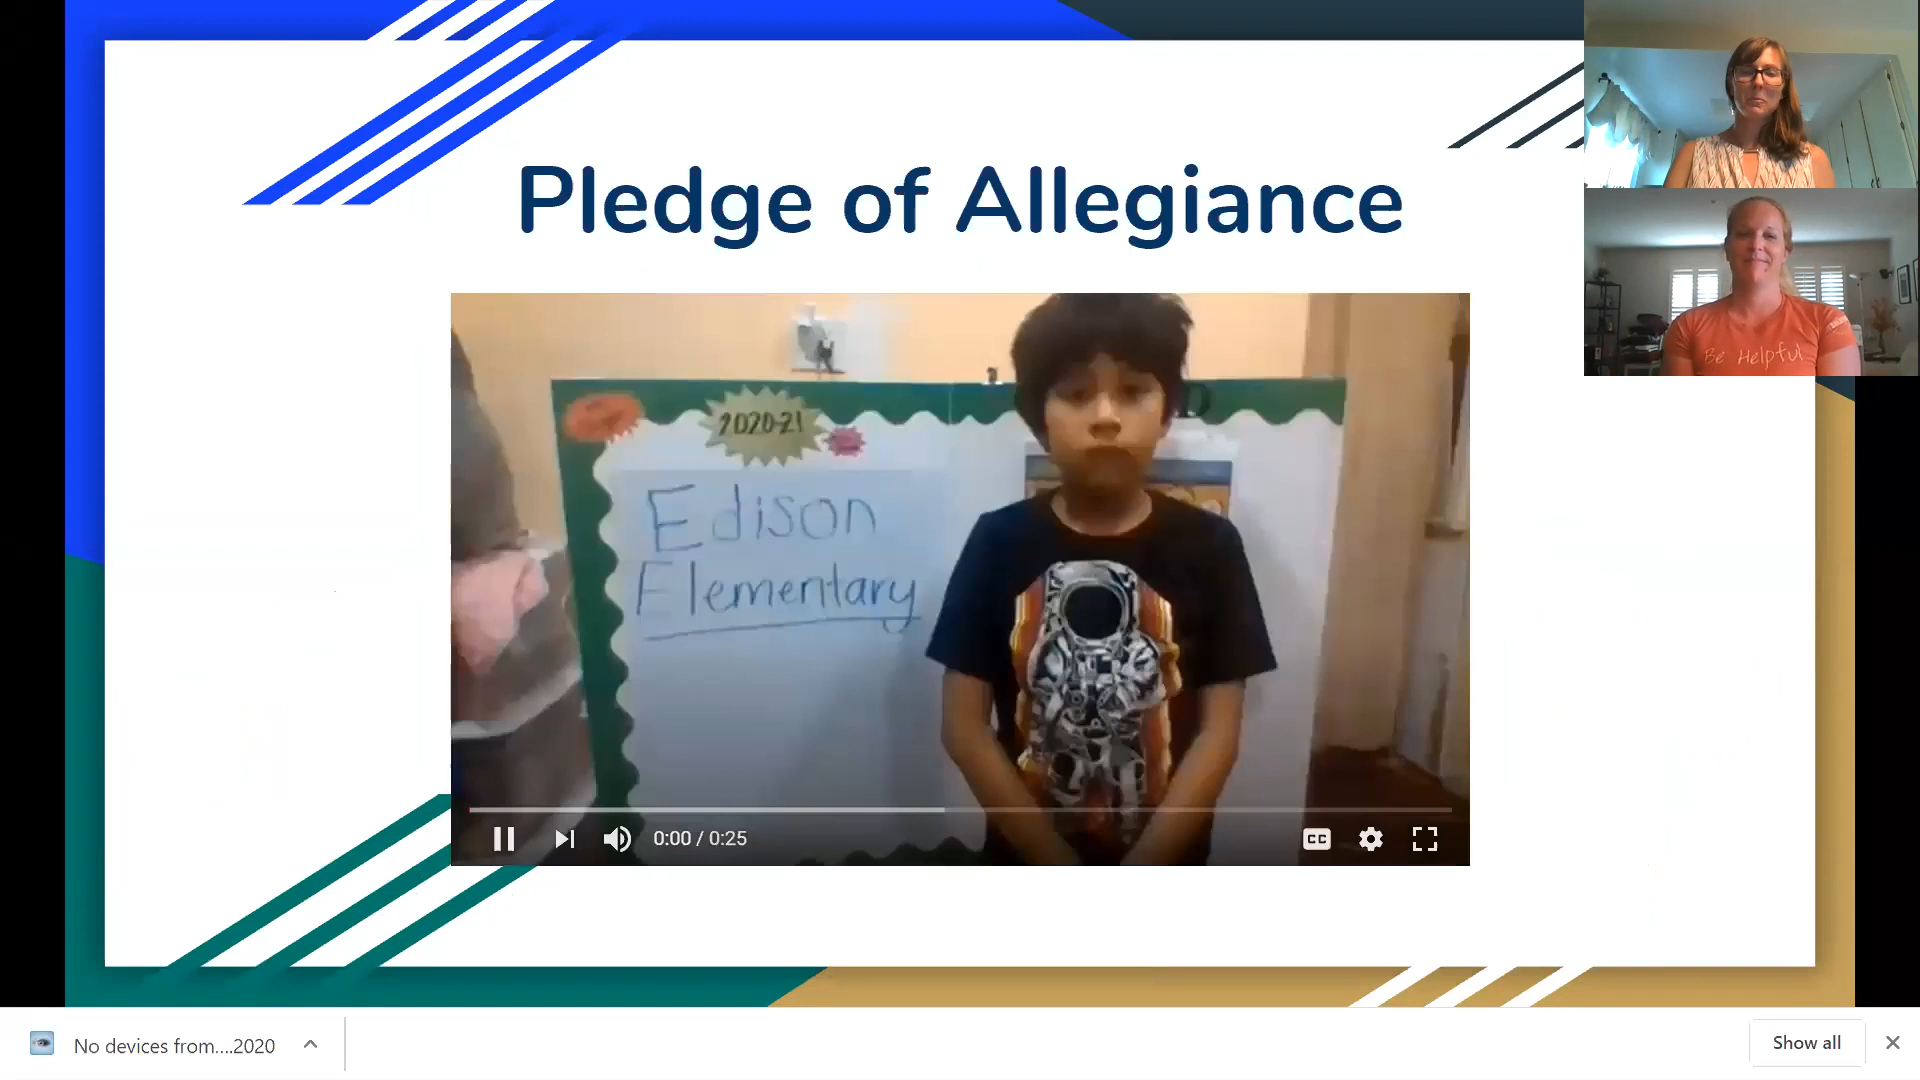 Pledge of Allegiance
2020-21
Edison
Elementary
Be Helpful
0:00 / 0:25
CC
No devices from....2020
Show all